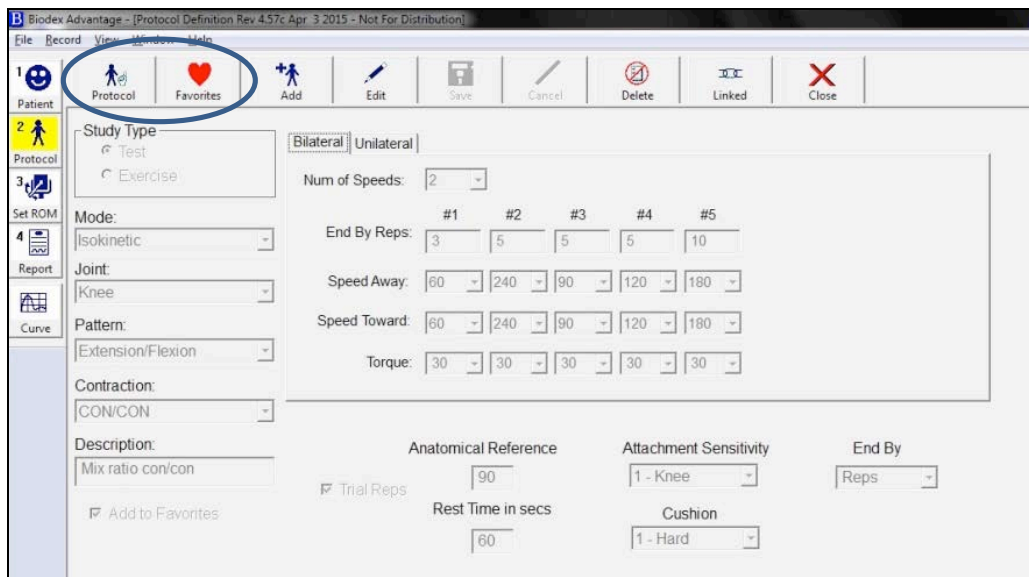 B Biodex Advantage - [Protocol Definition Rev 4.57c Apr 3 2015 - Not For Distribution]
File Record View Window Help
Protocol Favorites Add Edit Save Cancel Delete Linked Close
1 Patient
2 Protocol
3 Set ROM
4 Report
Curve
Study Type
Test
Exercise
Mode:
Isokinetic
Joint:
Knee
Pattern:
Extension/Flexion
Contraction:
CON/CON
Description:
Mix ratio con/con
Add to Favorites
Bilateral Unilateral
Num of Speeds: 2
#1 #2 #3 #4 #5
End By Reps: 3 5 5 5 10
Speed Away: 60 240 90 120 180
Speed Toward: 60 240 90 120 180
Torque: 30 30 30 30 30
Trial Reps
Anatomical Reference
90
Rest Time in secs
60
Attachment Sensitivity
1 - Knee
Cushion
1 - Hard
End By
Reps